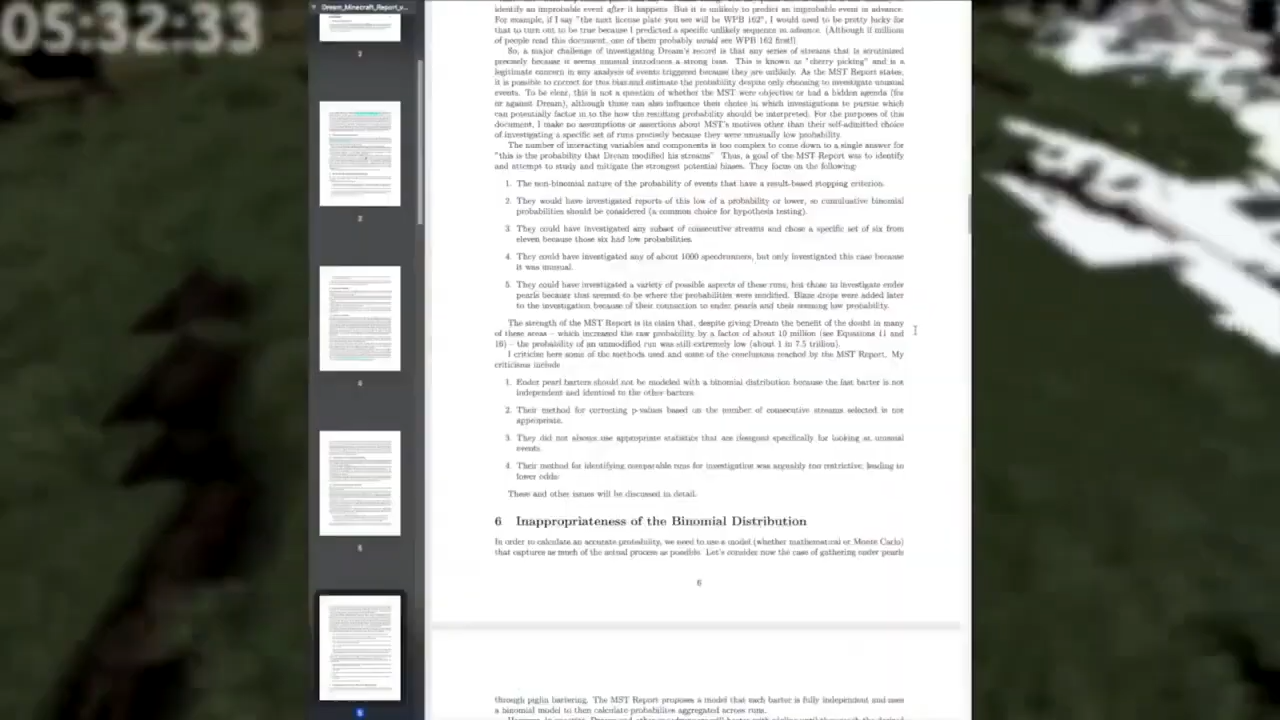 Dream_Minecraft_Report_v...
identify an improbable event after it happens. But it is unlikely to predict an improbable event in advance.
For example, if I say "the next license plate you see will be WPB 162", I would need to be pretty lucky for
that to turn out to be true because I predicted a specific unlikely sequence in advance. (Although if millions
of people read this document, one of them probably would see WPB 162 first!)
So, a major challenge of investigating Dream's record is that any series of streams that is scrutinized
precisely because it seems unusual introduces a strong bias. This is known as "cherry picking" and is a
legitimate concern in any analysis of events triggered because they are unlikely. As the MST Report states,
it is possible to correct for this bias and estimate the probability despite only choosing to investigate unusual
events. To be clear, this is not a question of whether the MST were objective or had a hidden agenda (for
or against Dream), although those can also influence their choice in which investigations to pursue which
can potentially factor in to the how the resulting probability should be interpreted. For the purposes of this
document, I make no assumptions or assertions about MST's motives other than their self-admitted choice
of investigating a specific set of runs precisely because they were unusually low probability.
The number of interacting variables and components is too complex to come down to a single answer for
"this is the probability that Dream modified his streams" Thus, a goal of the MST Report was to identify
and attempt to study and mitigate the strongest potential biases. They focus on the following:
1. The non-binomial nature of the probability of events that have a result-based stopping criterion.
2. They would have investigated reports of this low of a probability or lower, so cumulative binomial
probabilities should be considered (a common choice for hypothesis testing).
3. They could have investigated any subset of consecutive streams and chose a specific set of six from
eleven because those six had low probabilities.
4. They could have investigated any of about 1000 speedrunners, but only investigated this case because
it was unusual.
5. They could have investigated a variety of possible aspects of these runs, but chose to investigate ender
pearls because that seemed to be where the probabilities were modified. Blaze drops were added later
to the investigation because of their connection to ender pearls and their seeming low probability.
The strength of the MST Report is its claim that, despite giving Dream the benefit of the doubt in many
of these areas – which increased the raw probability by a factor of about 10 million (see Equations 11 and
16) – the probability of an unmodified run was still extremely low (about 1 in 7.5 trillion).
I criticize here some of the methods used and some of the conclusions reached by the MST Report. My
criticisms include
1. Ender pearl barters should not be modeled with a binomial distribution because the last barter is not
independent and identical to the other barters.
2. Their method for correcting p-values based on the number of consecutive streams selected is not
appropriate.
3. They did not always use appropriate statistics that are designed specifically for looking at unusual
events.
4. Their method for identifying comparable runs for investigation was arguably too restrictive, leading to
lower odds.
These and other issues will be discussed in detail.
6 Inappropriateness of the Binomial Distribution
In order to calculate an accurate probability, we need to use a model (whether mathematical or Monte Carlo)
that captures as much of the actual process as possible. Let's consider now the case of gathering ender pearls
6
through piglin bartering. The MST Report proposes a model that each barter is fully independent and uses
a binomial model to then calculate probabilities aggregated across runs.